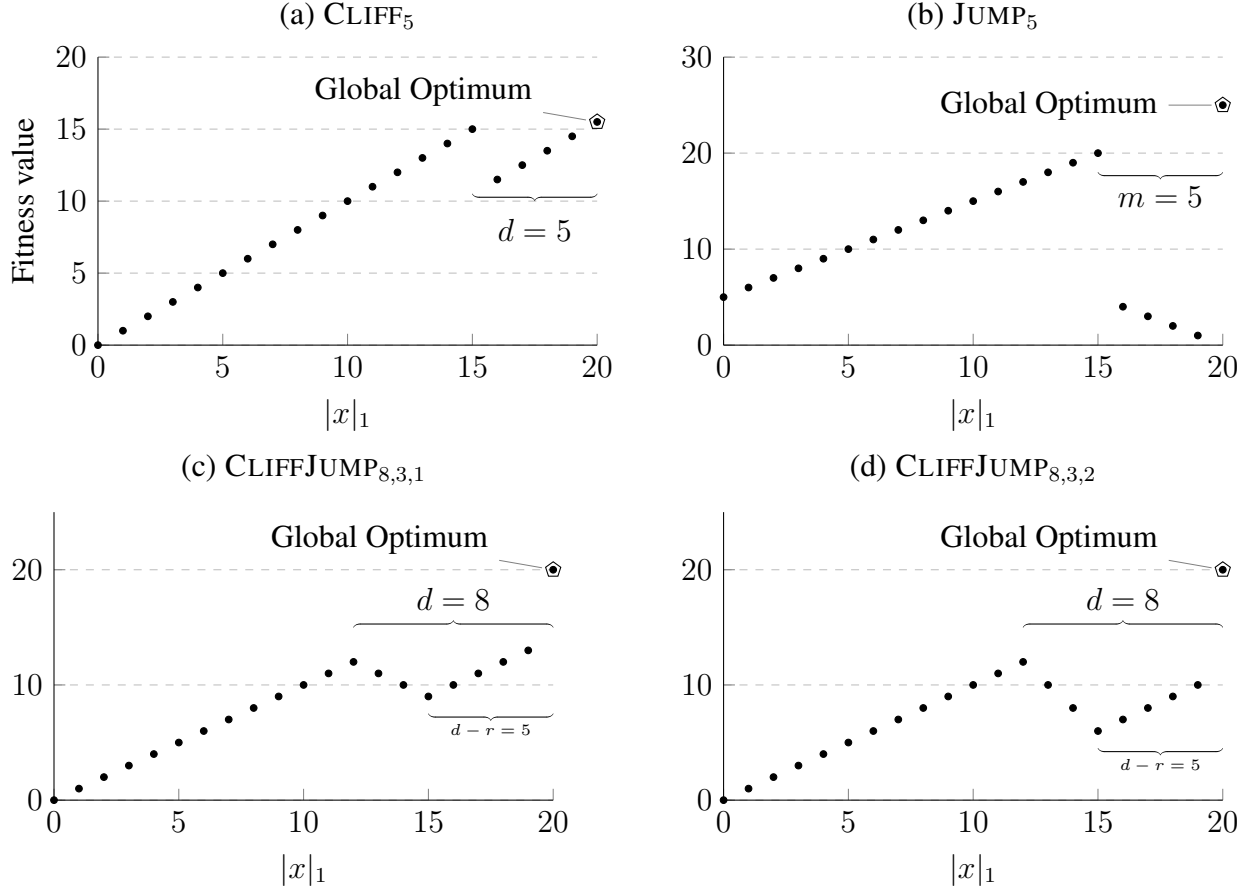 (a) CLIFF5
20
15
10
5
0
Fitness value
Global Optimum
d = 5
0 5 10 15 20
|x|1
(b) JUMP5
30
20
10
0
Global Optimum
m = 5
0 5 10 15 20
|x|1
(c) CLIFFJUMP8,3,1
20
10
0
Global Optimum
d = 8
d − r = 5
0 5 10 15 20
|x|1
(d) CLIFFJUMP8,3,2
20
10
0
Global Optimum
d = 8
d − r = 5
0 5 10 15 20
|x|1